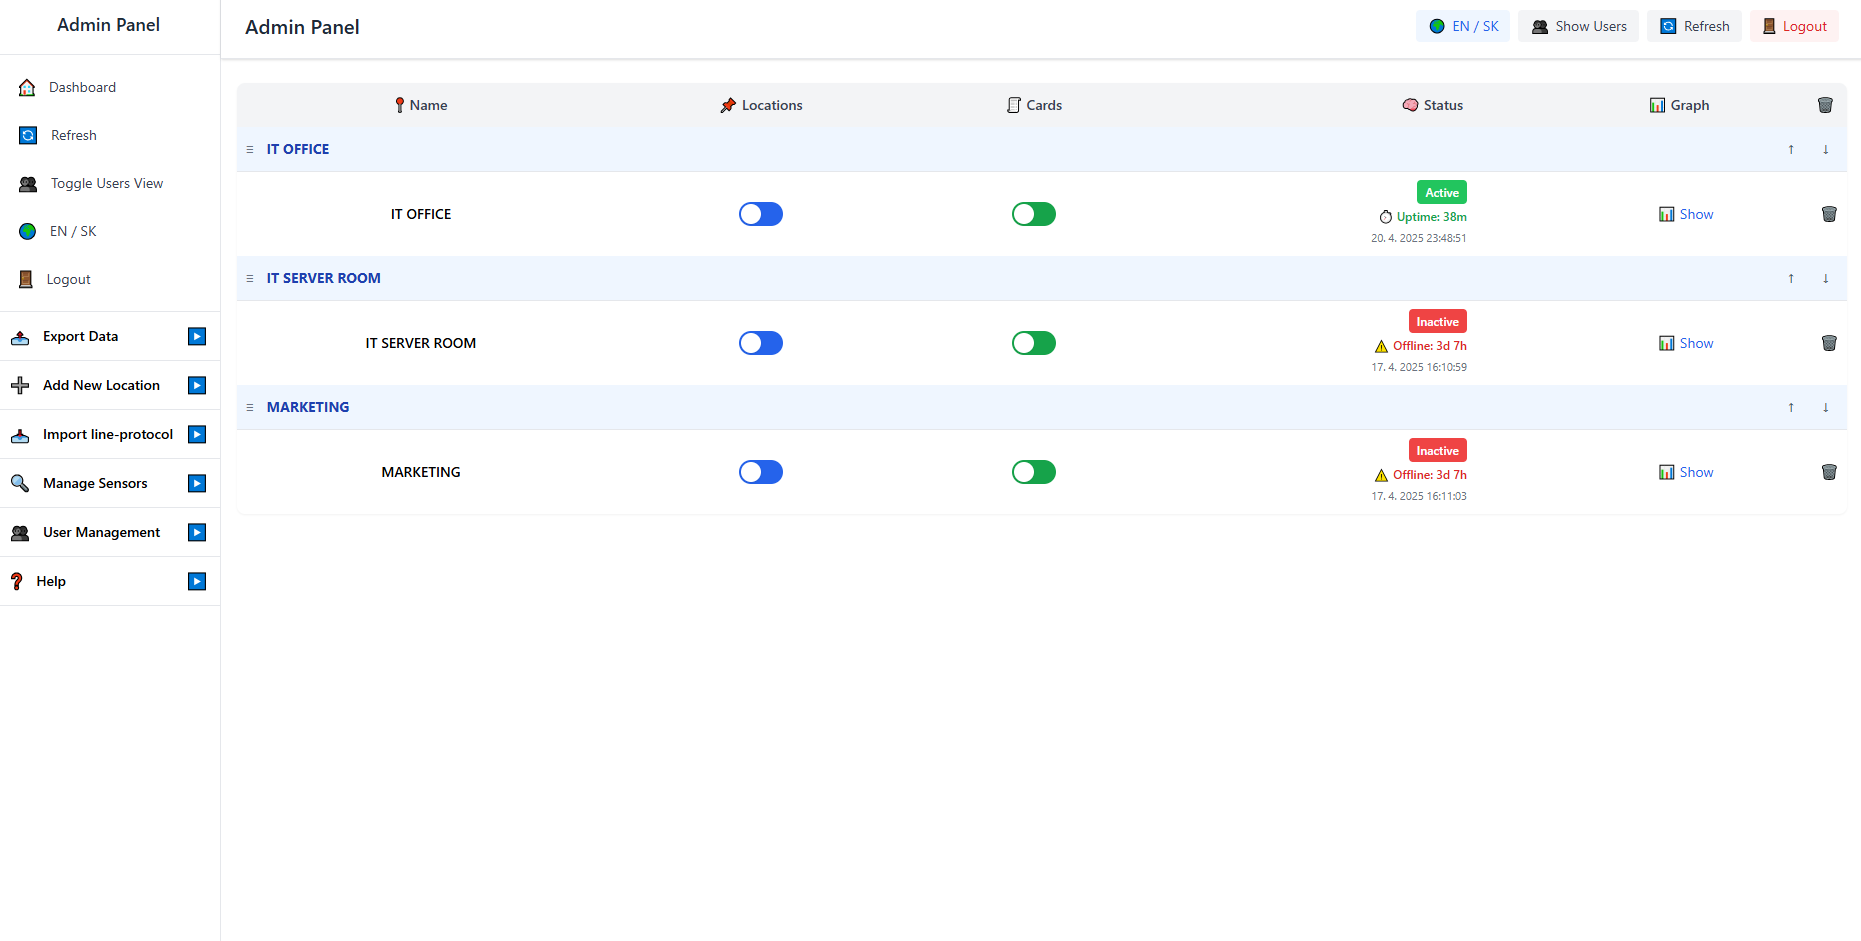 Admin Panel
Dashboard
Refresh
Toggle Users View
EN / SK
Logout
Export Data
Add New Location
Import line-protocol
Manage Sensors
User Management
Help
Admin Panel
EN / SK
Show Users
Refresh
Logout
Name Locations Cards Status Graph
IT OFFICE ↑ ↓
IT OFFICE
Active
Uptime: 38m
20. 4. 2025 23:48:51
Show
IT SERVER ROOM ↑ ↓
IT SERVER ROOM
Inactive
Offline: 3d 7h
17. 4. 2025 16:10:59
Show
MARKETING ↑ ↓
MARKETING
Inactive
Offline: 3d 7h
17. 4. 2025 16:11:03
Show